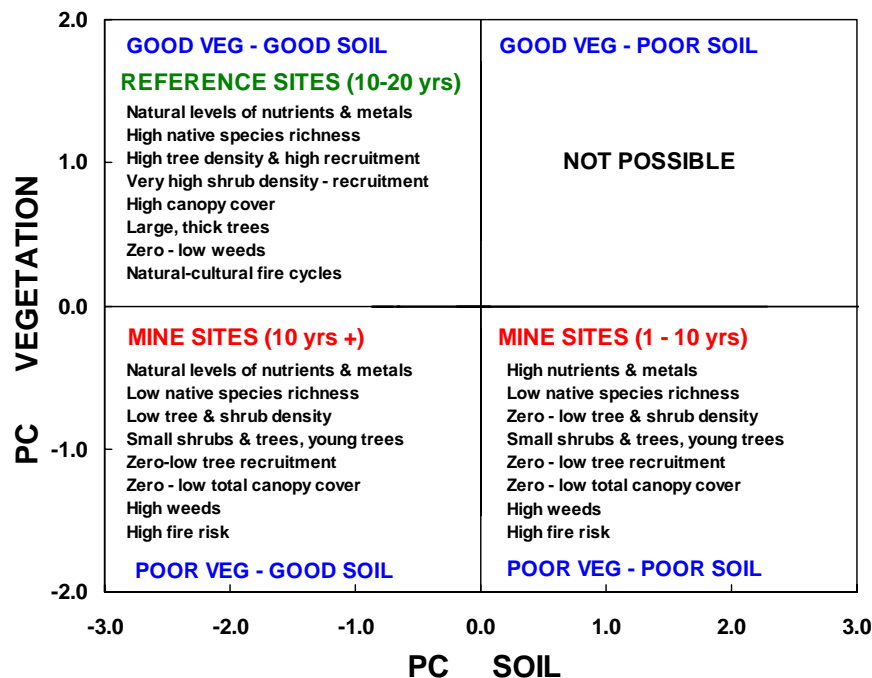 2.0
GOOD VEG - GOOD SOIL
REFERENCE SITES (10-20 yrs)
Natural levels of nutrients & metals
High native species richness
High tree density & high recruitment
Very high shrub density - recruitment
High canopy cover
Large, thick trees
Zero - low weeds
Natural-cultural fire cycles
GOOD VEG - POOR SOIL
NOT POSSIBLE
1.0
PC VEGETATION
0.0
MINE SITES (10 yrs +)
Natural levels of nutrients & metals
Low native species richness
Low tree & shrub density
Small shrubs & trees, young trees
Zero-low tree recruitment
Zero - low total canopy cover
High weeds
High fire risk
POOR VEG - GOOD SOIL
MINE SITES (1 - 10 yrs)
High nutrients & metals
Low native species richness
Zero - low tree & shrub density
Small shrubs & trees, young trees
Zero - low tree recruitment
Zero - low total canopy cover
High weeds
High fire risk
POOR VEG - POOR SOIL
-1.0
-2.0
-3.0 -2.0 -1.0 0.0 1.0 2.0 3.0
PC SOIL